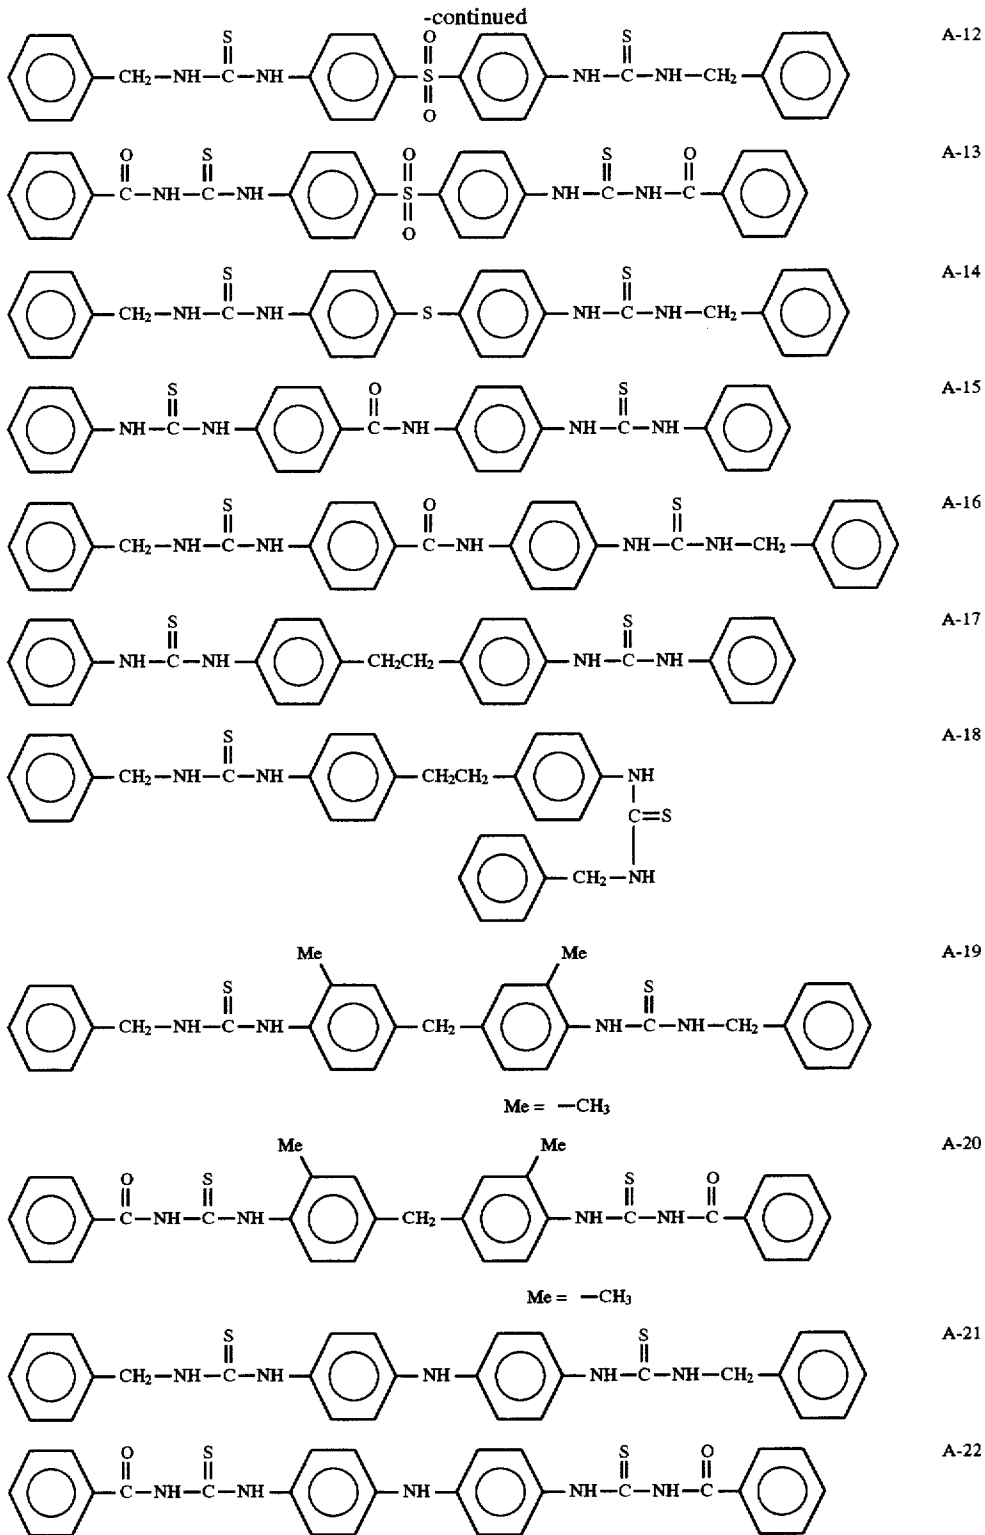 -continued
S O S A-12
CH₂—NH—C—NH S NH—C—NH—CH₂
O
O S O S O A-13
C—NH—C—NH S NH—C—NH—C
O
S S A-14
CH₂—NH—C—NH S NH—C—NH—CH₂
S O S A-15
NH—C—NH C—NH NH—C—NH
S O S A-16
CH₂—NH—C—NH C—NH NH—C—NH—CH₂
S S A-17
NH—C—NH CH₂CH₂ NH—C—NH
S A-18
CH₂—NH—C—NH CH₂CH₂ NH
C=S
CH₂—NH
Me Me A-19
S S
CH₂—NH—C—NH CH₂ NH—C—NH—CH₂
Me = —CH₃
Me Me A-20
O S S O
C—NH—C—NH CH₂ NH—C—NH—C
Me = —CH₃
S S A-21
CH₂—NH—C—NH NH NH—C—NH—CH₂
O S S O A-22
C—NH—C—NH NH NH—C—NH—C